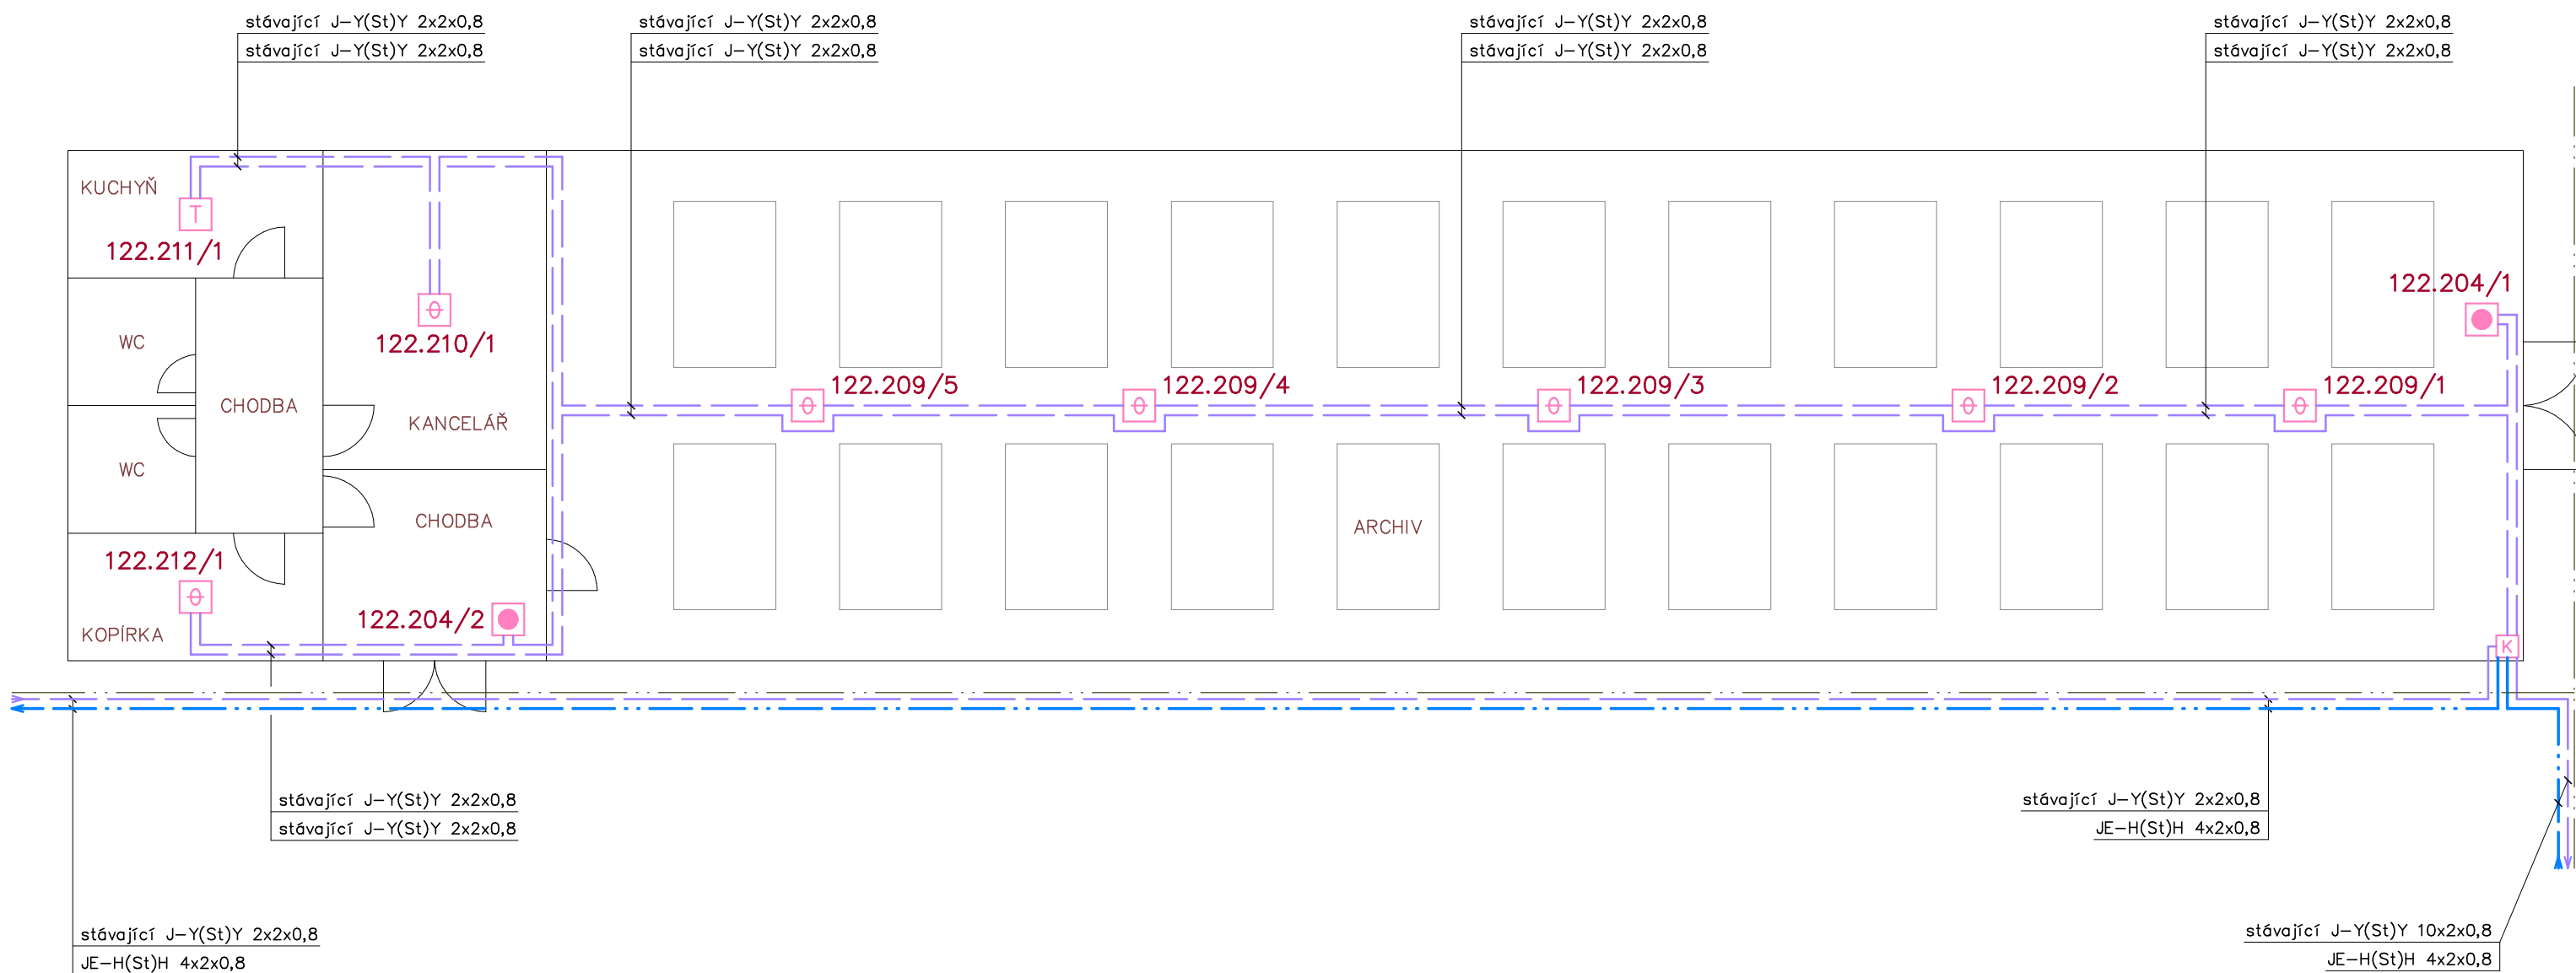 stávající J-Y(St)Y 2x2x0,8
stávající J-Y(St)Y 2x2x0,8
stávající J-Y(St)Y 2x2x0,8
stávající J-Y(St)Y 2x2x0,8
stávající J-Y(St)Y 2x2x0,8
stávající J-Y(St)Y 2x2x0,8
stávající J-Y(St)Y 2x2x0,8
stávající J-Y(St)Y 2x2x0,8
KUCHYŇ
T
122.211/1
122.210/1
WC
WC
CHODBA
KANCELÁŘ
CHODBA
122.212/1
KOPÍRKA
122.204/2
122.209/5
122.209/4
122.209/3
122.209/2
122.209/1
122.204/1
ARCHIV
K
stávající J-Y(St)Y 2x2x0,8
stávající J-Y(St)Y 2x2x0,8
stávající J-Y(St)Y 2x2x0,8
JE-H(St)H 4x2x0,8
stávající J-Y(St)Y 2x2x0,8
JE-H(St)H 4x2x0,8
stávající J-Y(St)Y 10x2x0,8
JE-H(St)H 4x2x0,8